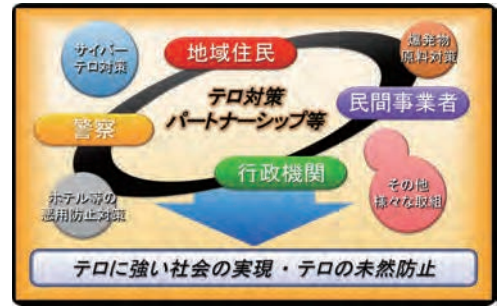 サイバー
テロ対策
地域住民
爆発物
原料対策
テロ対策
パートナーシップ等
民間事業者
警察
行政機関
ホテル等の
悪用防止対策
その他
様々な取組
テロに強い社会の実現・テロの未然防止